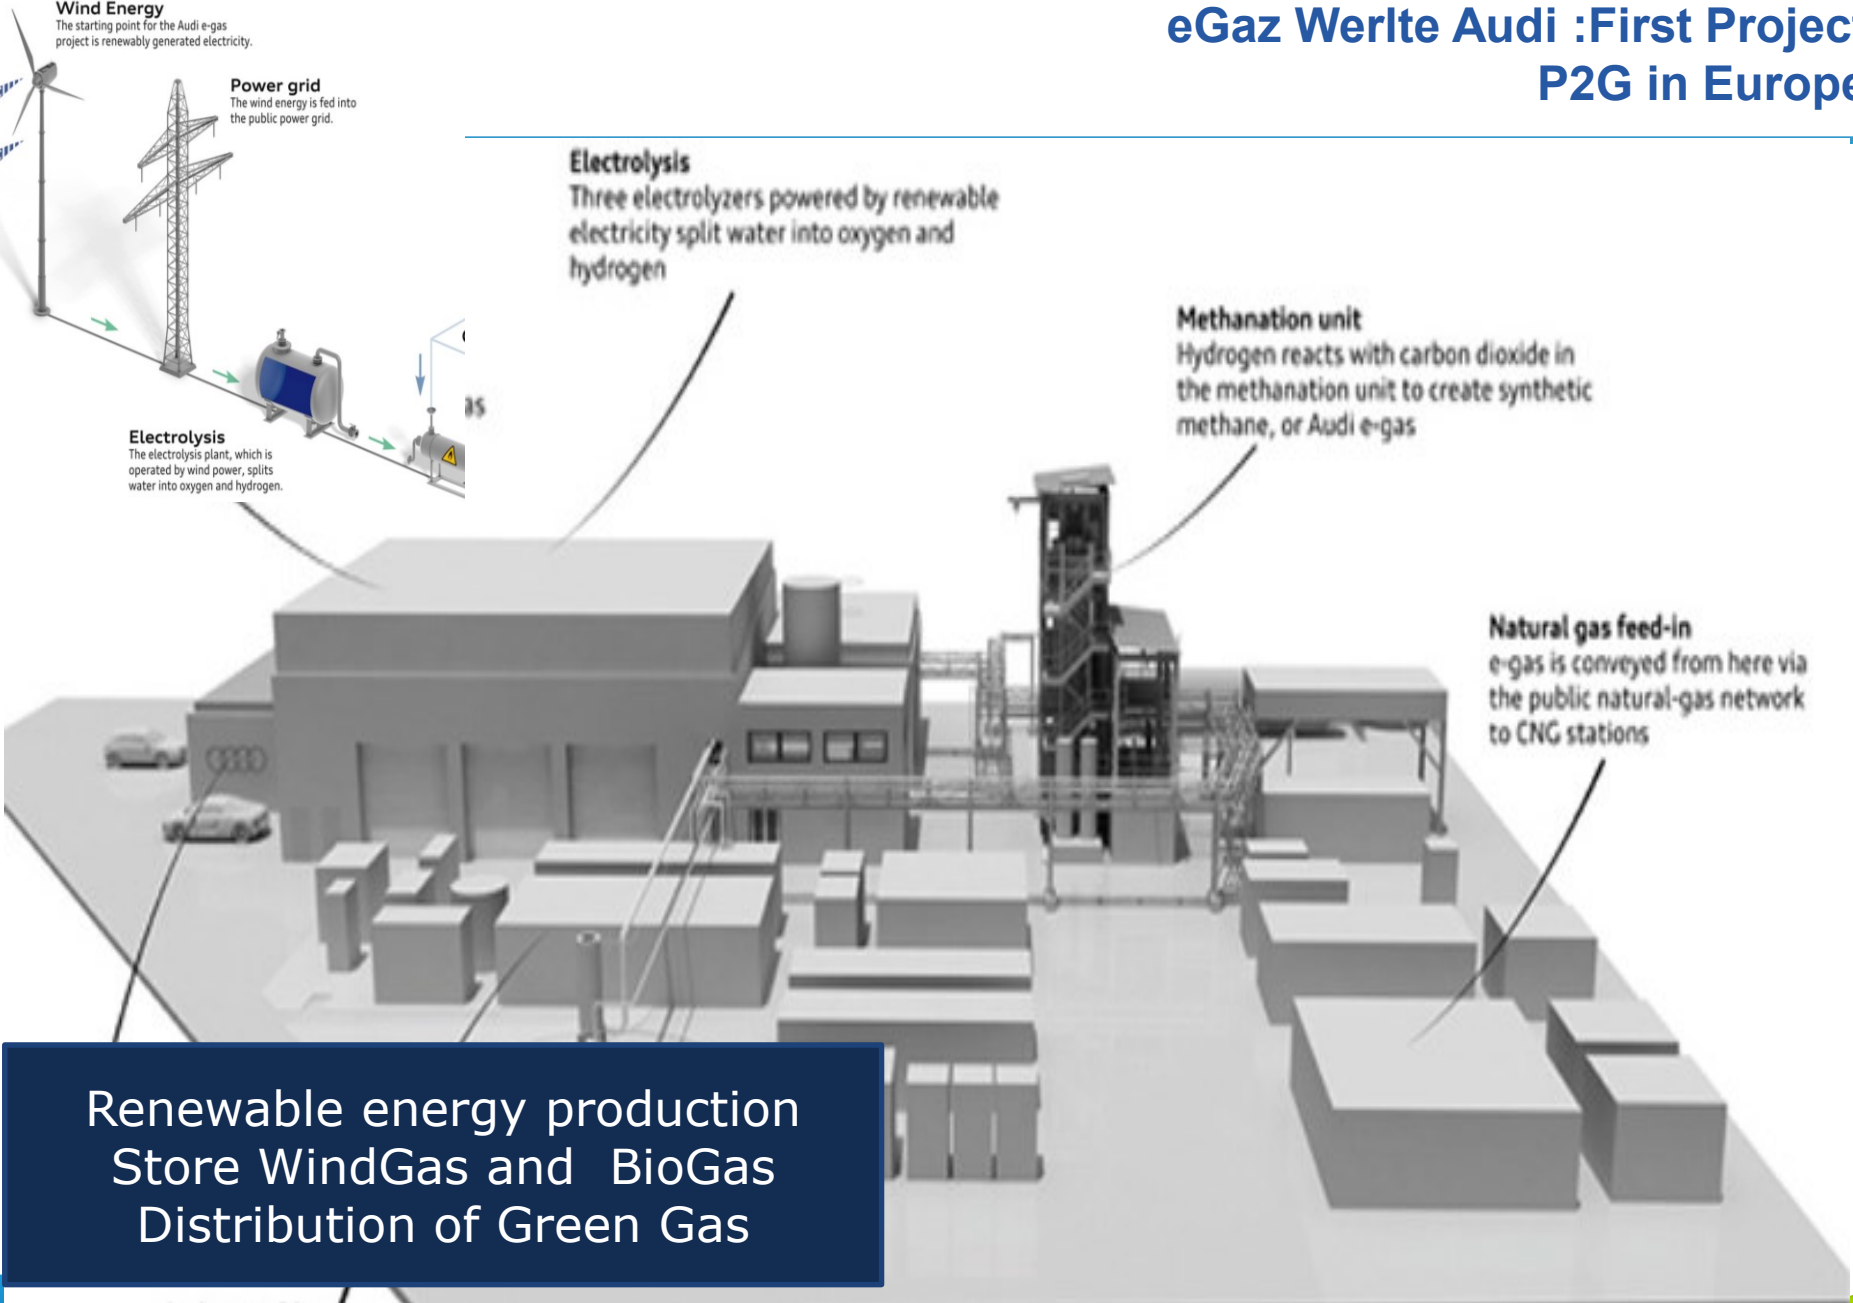 Wind Energy
The starting point for the Audi e-gas
project is renewably generated electricity.
Power grid
The wind energy is fed into
the public power grid.
Electrolysis
The electrolysis plant, which is
operated by wind power, splits
water into oxygen and hydrogen.
eGaz Werlte Audi :First Project
P2G in Europe
Electrolysis
Three electrolyzers powered by renewable
electricity split water into oxygen and
hydrogen
Methanation unit
Hydrogen reacts with carbon dioxide in
the methanation unit to create synthetic
methane, or Audi e-gas
Natural gas feed-in
e-gas is conveyed from here via
the public natural-gas network
to CNG stations
Renewable energy production
Store WindGas and BioGas
Distribution of Green Gas